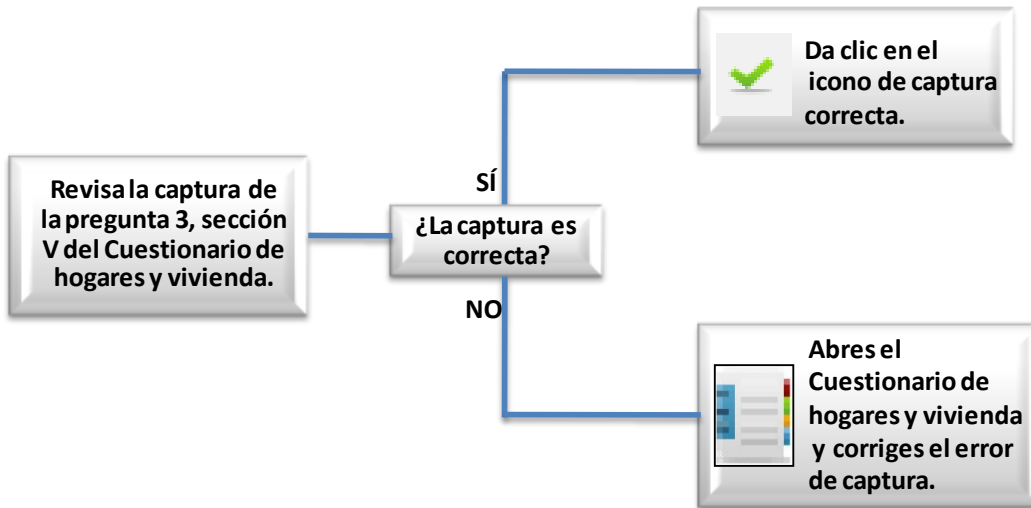 Revisa la captura de
la pregunta 3, sección
V del Cuestionario de
hogares y vivienda.
¿La captura es
correcta?
SÍ
Da clic en el
icono de captura
correcta.
NO
Abres el
Cuestionario de
hogares y vivienda
y corriges el error
de captura.